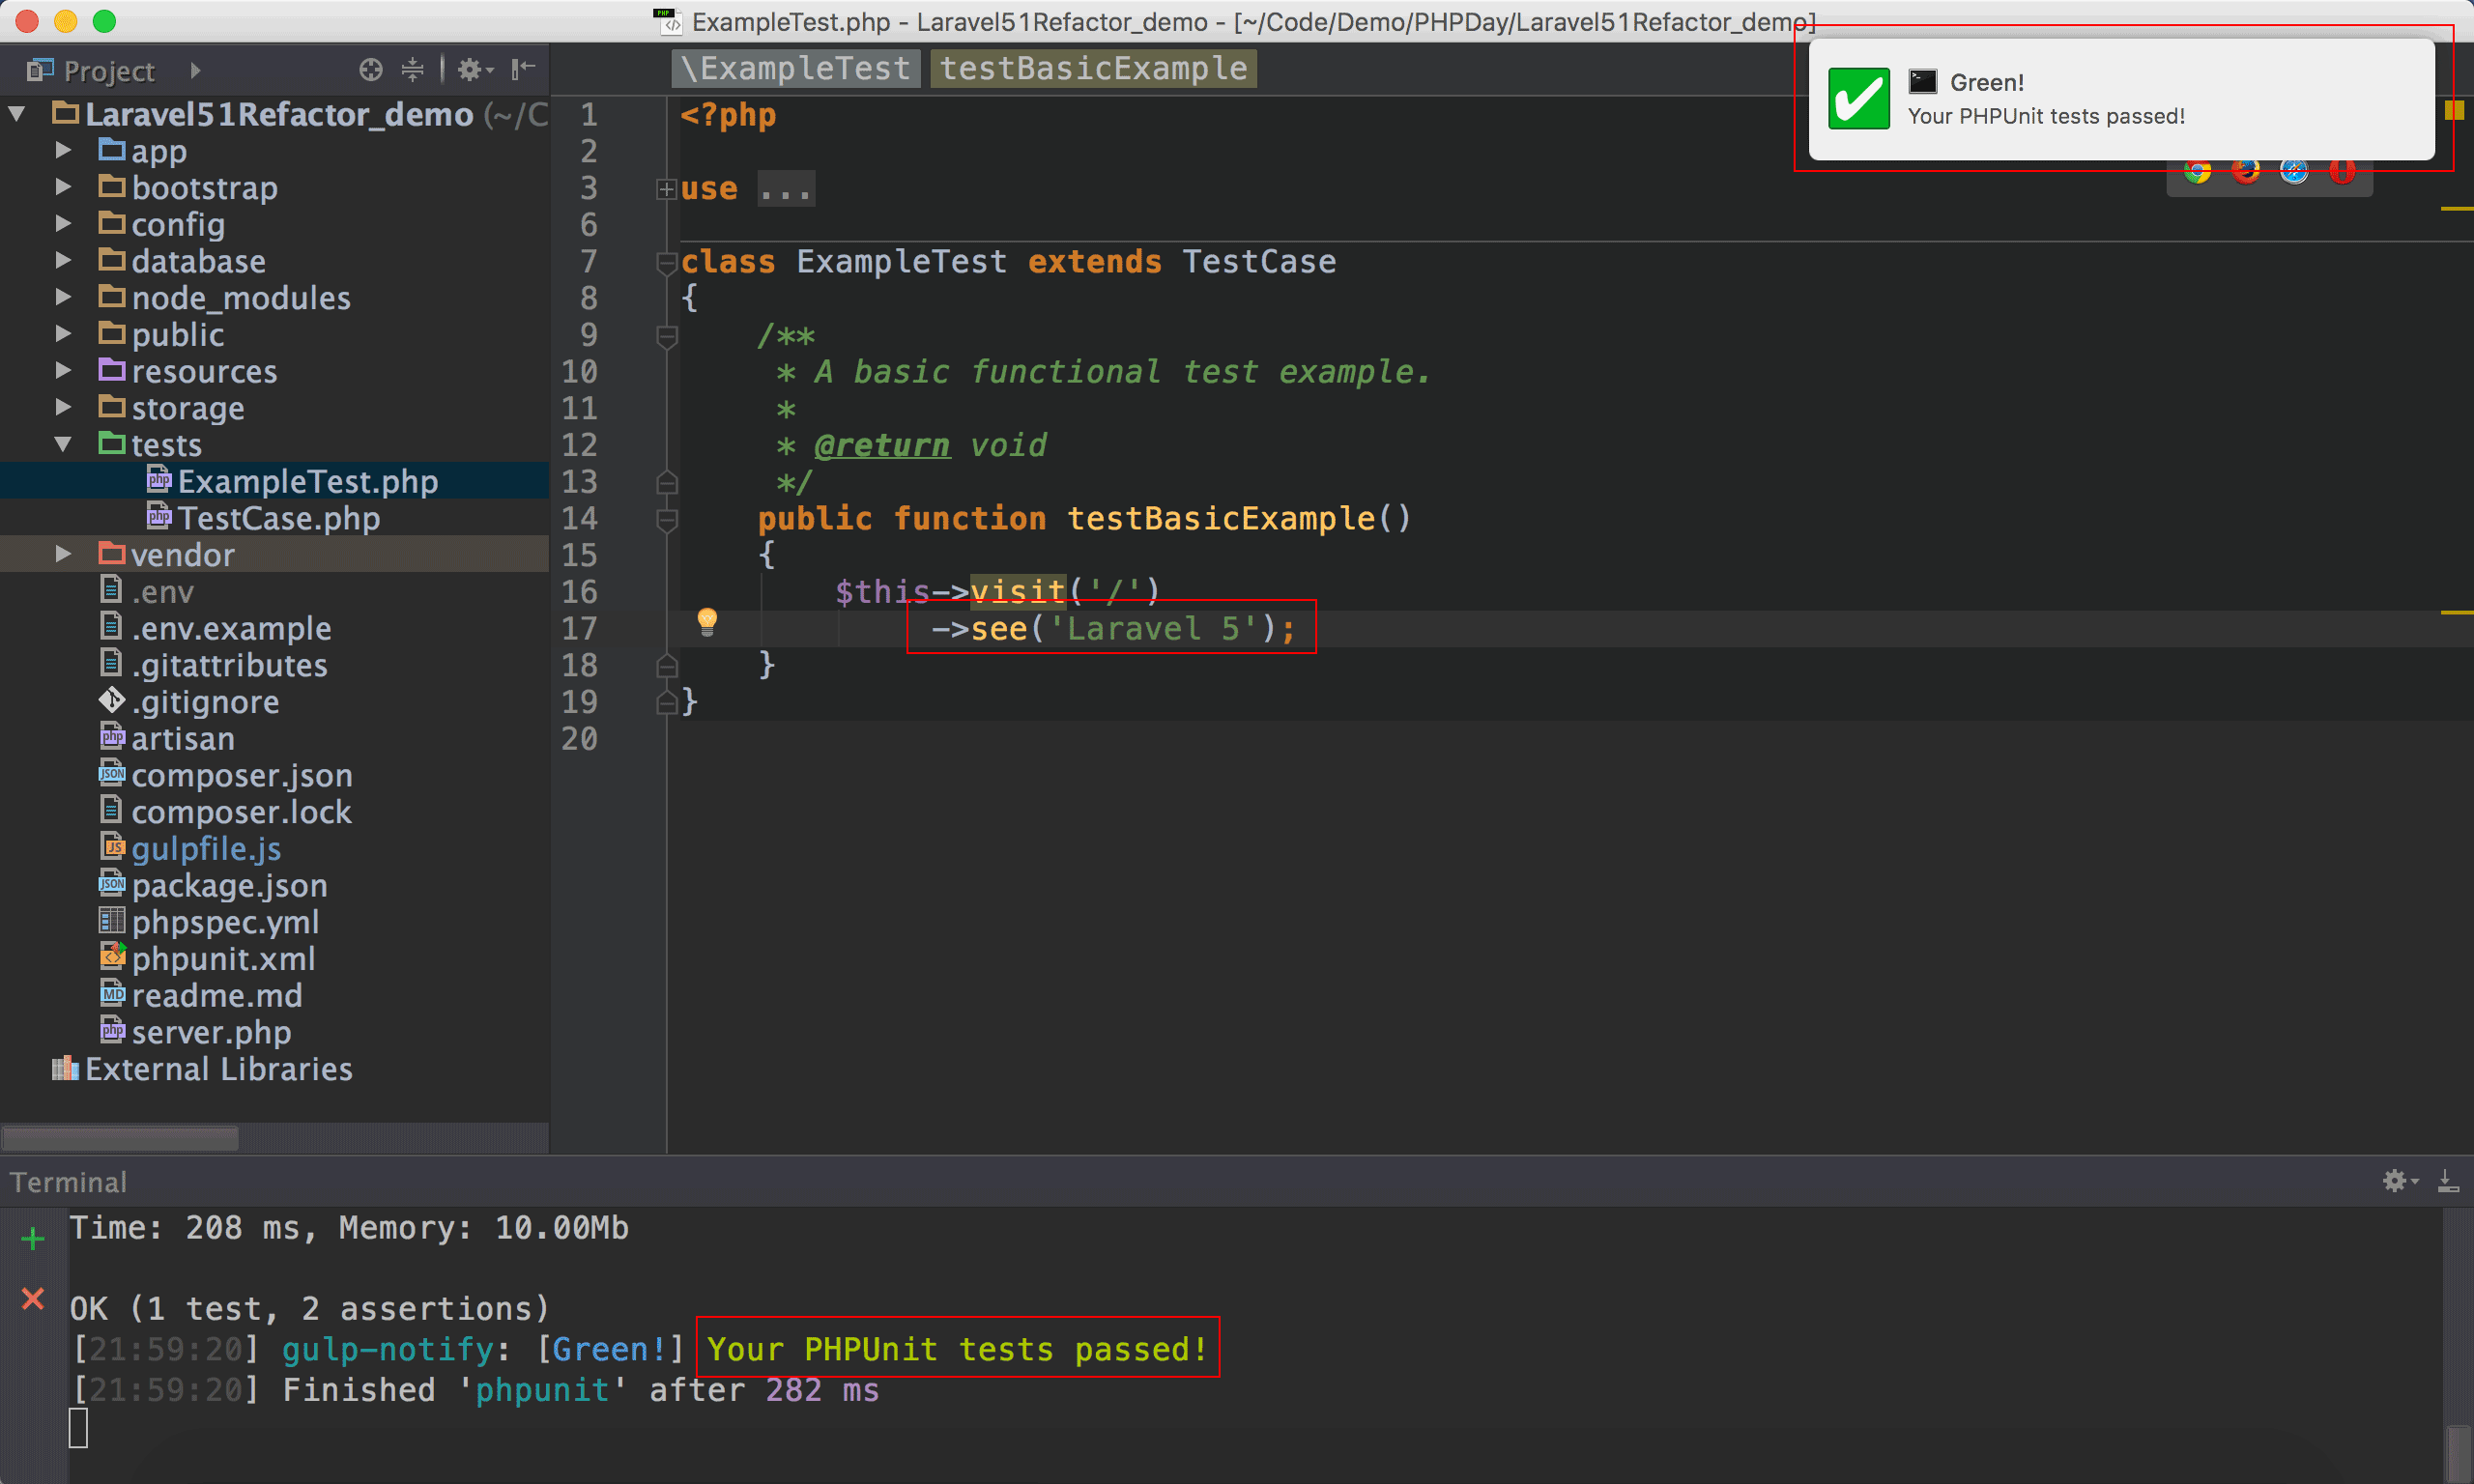 ExampleTest.php - Laravel51Refactor_demo - [~/Code/Demo/PHPDay/Laravel51Refactor_demo]
Project
\ExampleTest testBasicExample
Green!
Your PHPUnit tests passed!
Laravel51Refactor_demo (~/C
app
bootstrap
config
database
node_modules
public
resources
storage
tests
ExampleTest.php
TestCase.php
vendor
.env
.env.example
.gitattributes
.gitignore
artisan
composer.json
composer.lock
gulpfile.js
package.json
phpspec.yml
phpunit.xml
readme.md
server.php
External Libraries
1 <?php
2
3 use ...
6
7 class ExampleTest extends TestCase
8 {
9 /**
10 * A basic functional test example.
11 *
12 * @return void
13 */
14 public function testBasicExample()
15 {
16 $this->visit('/')
17 ->see('Laravel 5');
18 }
19 }
20
Terminal
Time: 208 ms, Memory: 10.00Mb
OK (1 test, 2 assertions)
[21:59:20] gulp-notify: [Green!] Your PHPUnit tests passed!
[21:59:20] Finished 'phpunit' after 282 ms